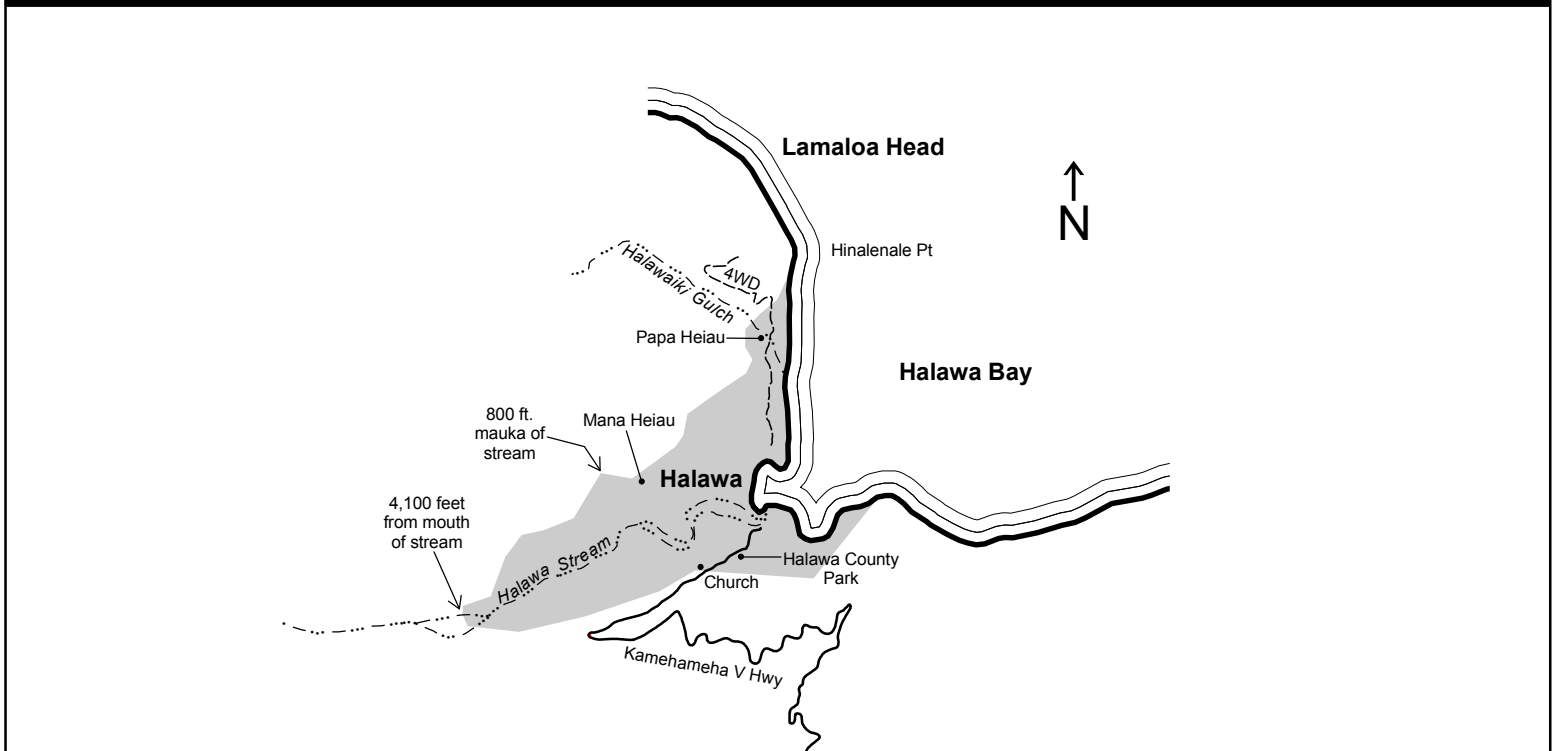 Lamaloa Head
N
Hinalenale Pt
Halawaiki Gulch
4WD
Papa Heiau
Halawa Bay
800 ft.
mauka of
stream
Mana Heiau
Halawa
4,100 feet
from mouth
of stream
Halawa Stream
Halawa County
Park
Church
Kamehameha V Hwy